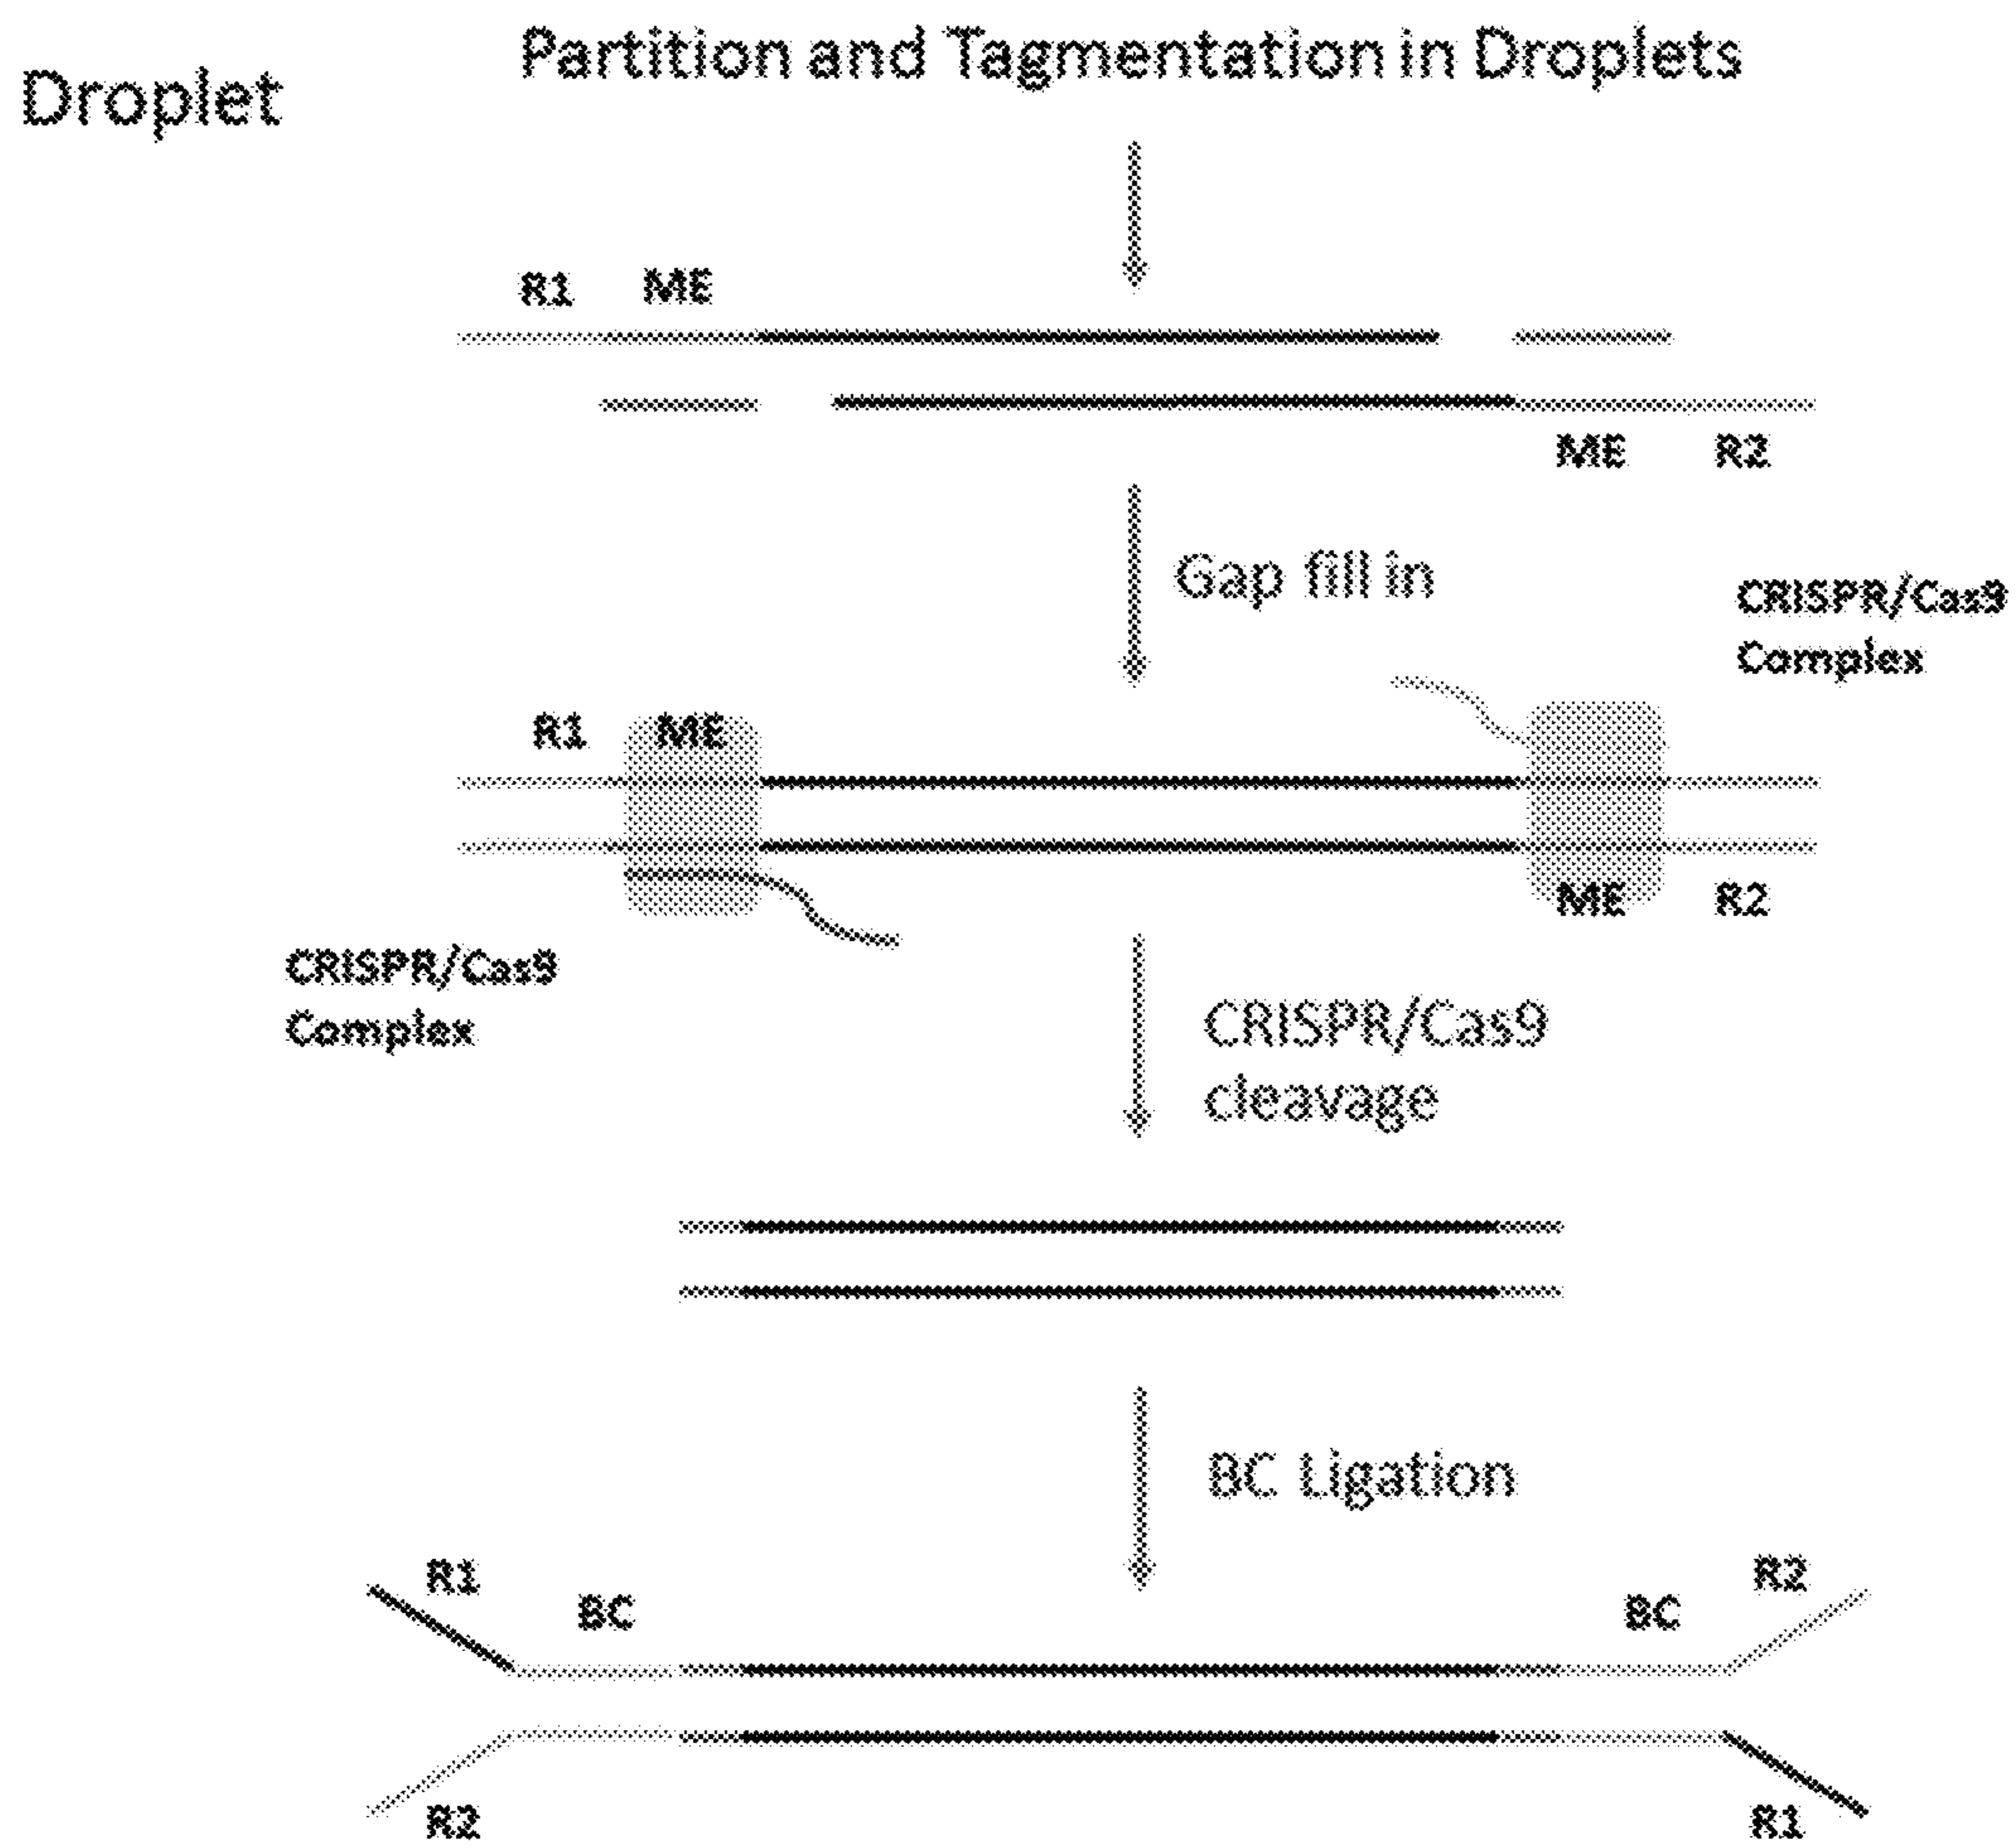 Partition and Tagmentation in Droplets
Droplet
R1 ME
ME R2
Gap fill in
CRISPR/Cas9
Complex
R1 ME
ME R2
CRISPR/Cas9
Complex
CRISPR/Cas9
cleavage
BC Ligation
R1 BC
BC R2
R2
R1